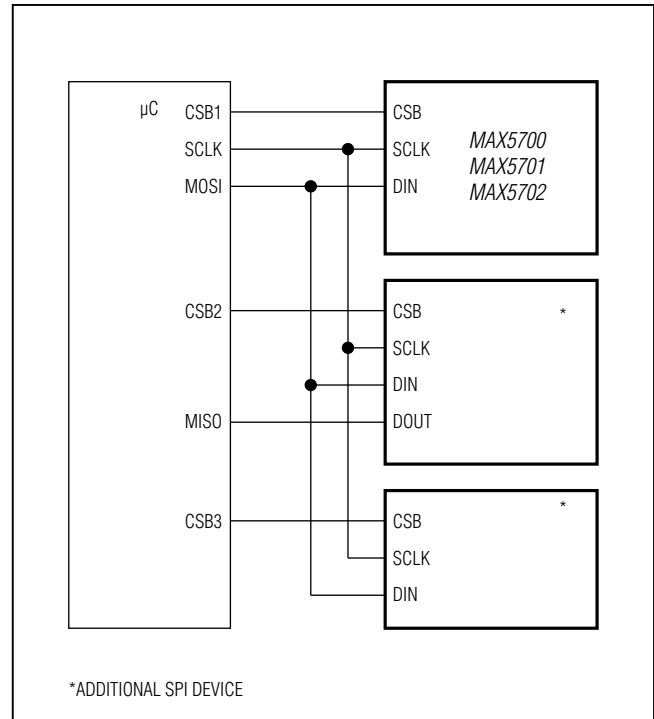 µC
CSB1
SCLK
MOSI
CSB2
MISO
CSB3
CSB
SCLK
DIN
MAX5700
MAX5701
MAX5702
CSB
*
SCLK
DIN
DOUT
CSB
*
SCLK
DIN
*ADDITIONAL SPI DEVICE